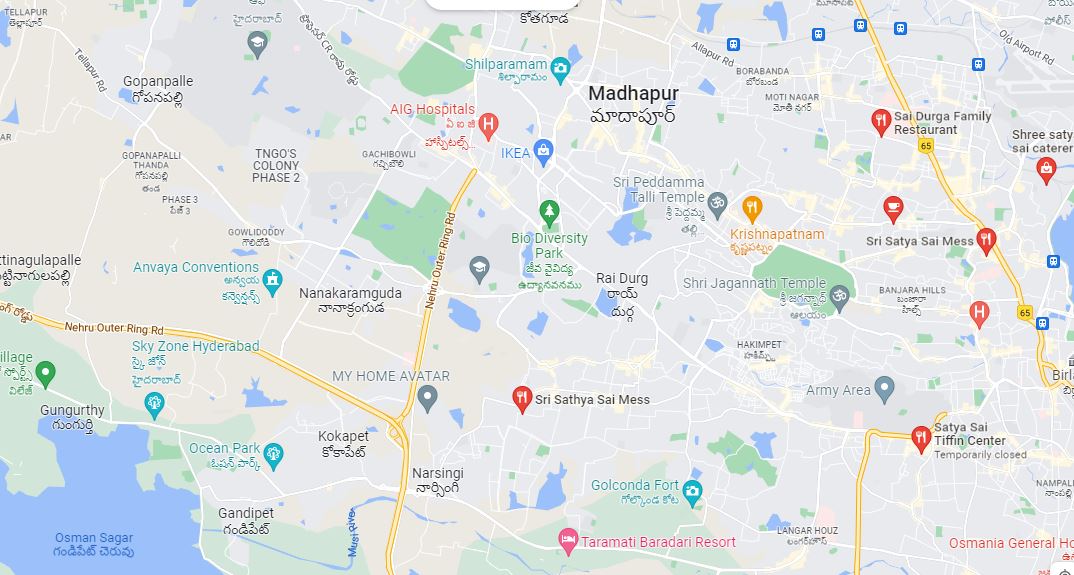 TELLAPUR
తెల్లాపూర్
హైదరాబాద్
కోతగూడ
మూసాపేట
పోలీస్
Tellapur Rd
Old Airport Rd
Allapur Rd
Shilparamam
శిల్పారామం
BORABANDA
బోరబండ
Gopanpalle
గోపనపల్లి
Madhapur
మాదాపూర్
MOTI NAGAR
మోతి నగర్
AIG Hospitals
ఏ ఐ జి
హాస్పిటల్స్...
Sai Durga Family
Restaurant
65
Shree saty
sai caterer
IKEA
GOPANAPALLI
THANDA
గోపనపల్లి
తండ
TNGO'S
COLONY
PHASE 2
GACHIBOWLI
గచ్చిబౌలి
PHASE 3
పేజ్ 3
Sri Peddamma
Talli Temple
శ్రీ పెద్దమ్మ
తల్లి...
GOWLIDODDY
గౌలిదొడ్డి
Nehru Outer Ring Rd
Bio Diversity
Park
జీవ వైవిధ్య
ఉద్యానవనము
Krishnapatnam
కృష్ణపట్నం
Sri Satya Sai Mess
ttinagulapalle
ట్టినాగులపల్లి
Anvaya Conventions
అన్వయ
కన్వెన్షన్స్
Nanakaramguda
నానాక్రంగుడ
Rai Durg
రాయ్
దుర్గ
Shri Jagannath Temple
శ్రీ జగన్నాధ్
ఆలయం
BANJARA HILLS
బంజారా
హిల్స్
65
Nehru Outer Ring Rd
Sky Zone Hyderabad
స్కై జోన్
హైదరాబాద్
HAKIMPET
హకీమ్పేట్
illage
విలేజ్
MY HOME AVATAR
Army Area
Birla
Gungurthy
గుంగుర్తి
Sri Sathya Sai Mess
Satya Sai
Tiffin Center
Temporarily closed
Kokapet
కోకాపేట్
Ocean Park
ఓషన్ పార్క్
Narsingi
నార్సింగి
Golconda Fort
గోల్కొండ కోట
NAMPALI
నాంపల్లి
Gandipet
గండిపేట్
Musi River
Osman Sagar
గండిపేట్ చెరువు
LANGAR HOUZ
లంగర్‌హౌస్
Taramati Baradari Resort
Osmania General Ho